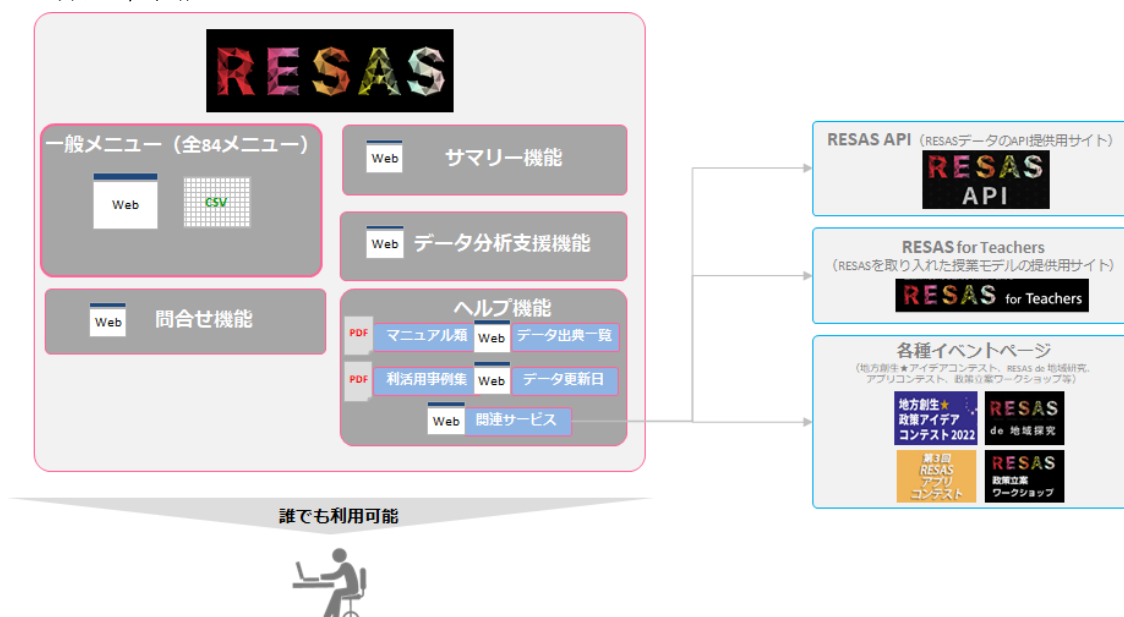 RESAS
一般メニュー（全84メニュー）
Web
CSV
Web
サマリー機能
Web
データ分析支援機能
Web
問合せ機能
ヘルプ機能
PDF
マニュアル類
Web
データ出典一覧
PDF
利活用事例集
Web
データ更新日
Web
関連サービス
誰でも利用可能
RESAS API（RESASデータのAPI提供用サイト）
RESAS
API
RESAS for Teachers
（RESASを取り入れた授業モデルの提供用サイト）
RESAS for Teachers
各種イベントページ
（地方創生★アイデアコンテスト、RESAS de 地域研究、
アプリコンテスト、政策立案ワークショップ等）
地方創生★
政策アイデア
コンテスト2022
RESAS
de 地域探究
第3回
RESAS
アプリ
コンテスト
RESAS
政策立案
ワークショップ